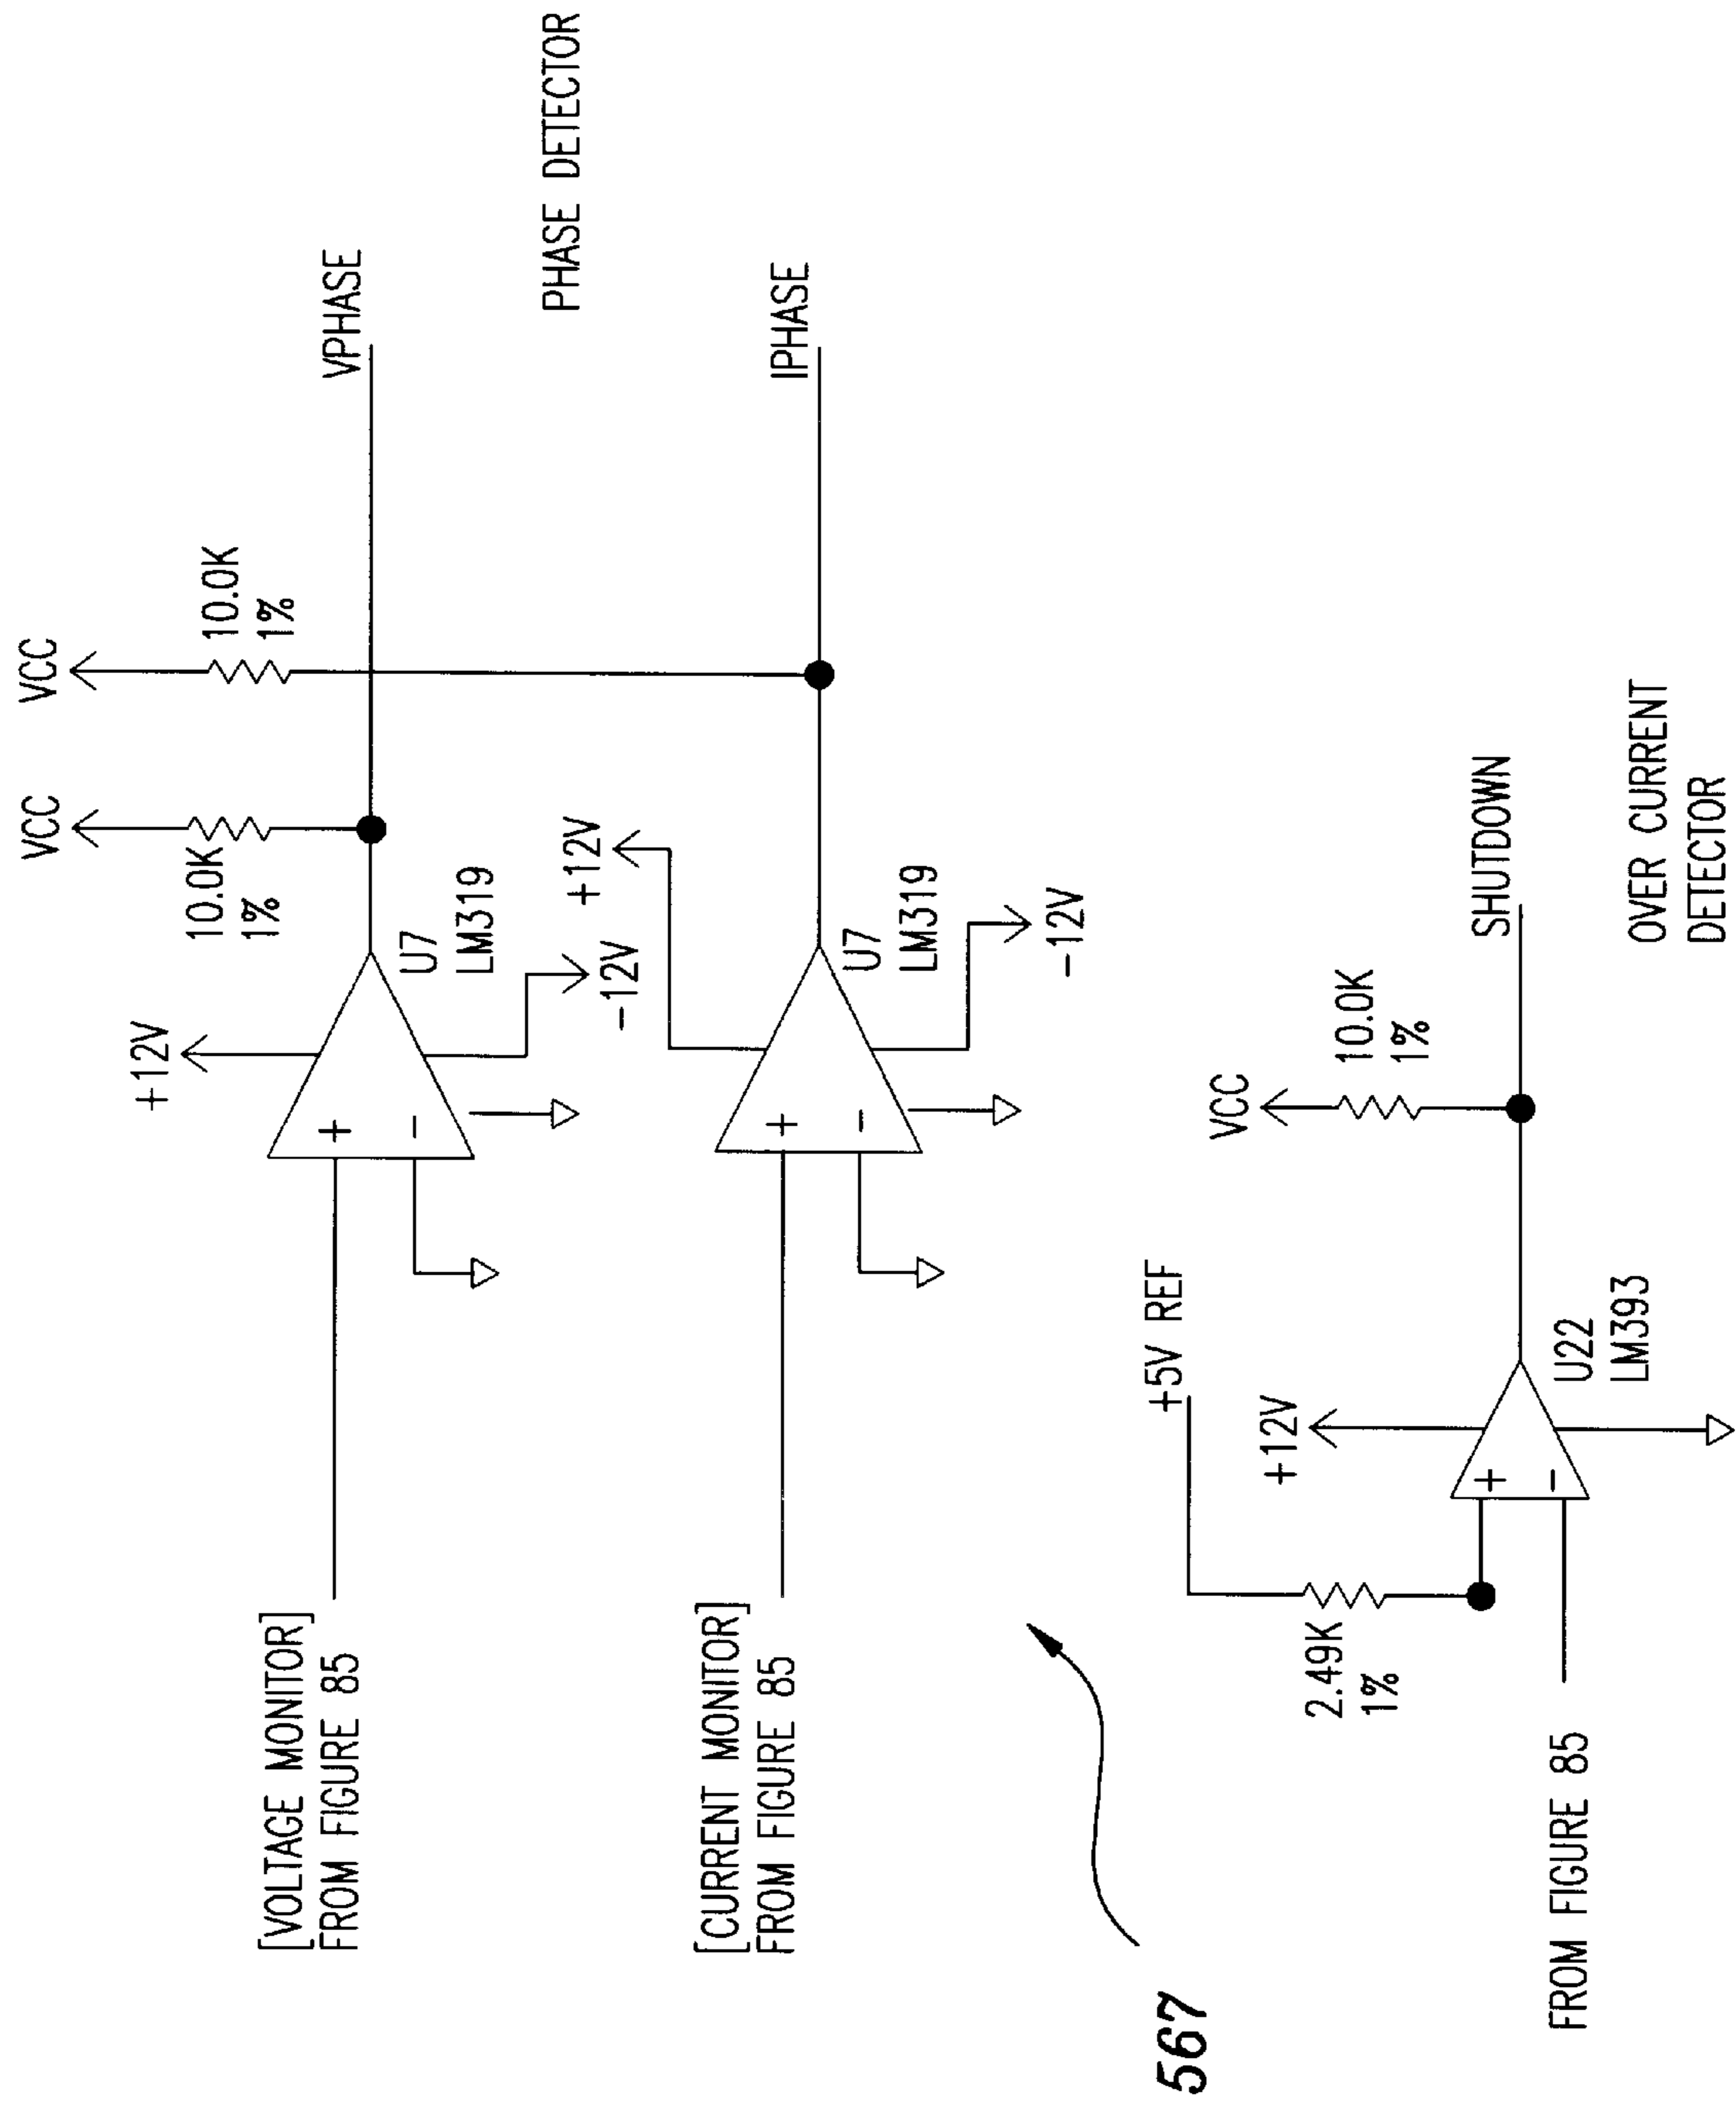 VCC
VCC
10.0K
1%
10.0K
1%
+12V
VPHASE
[VOLTAGE MONITOR]
FROM FIGURE 85
+
-
U7
LM319
-12V
PHASE DETECTOR
+12V
IPHASE
[CURRENT MONITOR]
FROM FIGURE 85
+
-
U7
LM319
-12V
567
+5V REF
VCC
+12V
10.0K
1%
2.49K
1%
SHUTDOWN
+
-
FROM FIGURE 85
U22
LM393
OVER CURRENT
DETECTOR